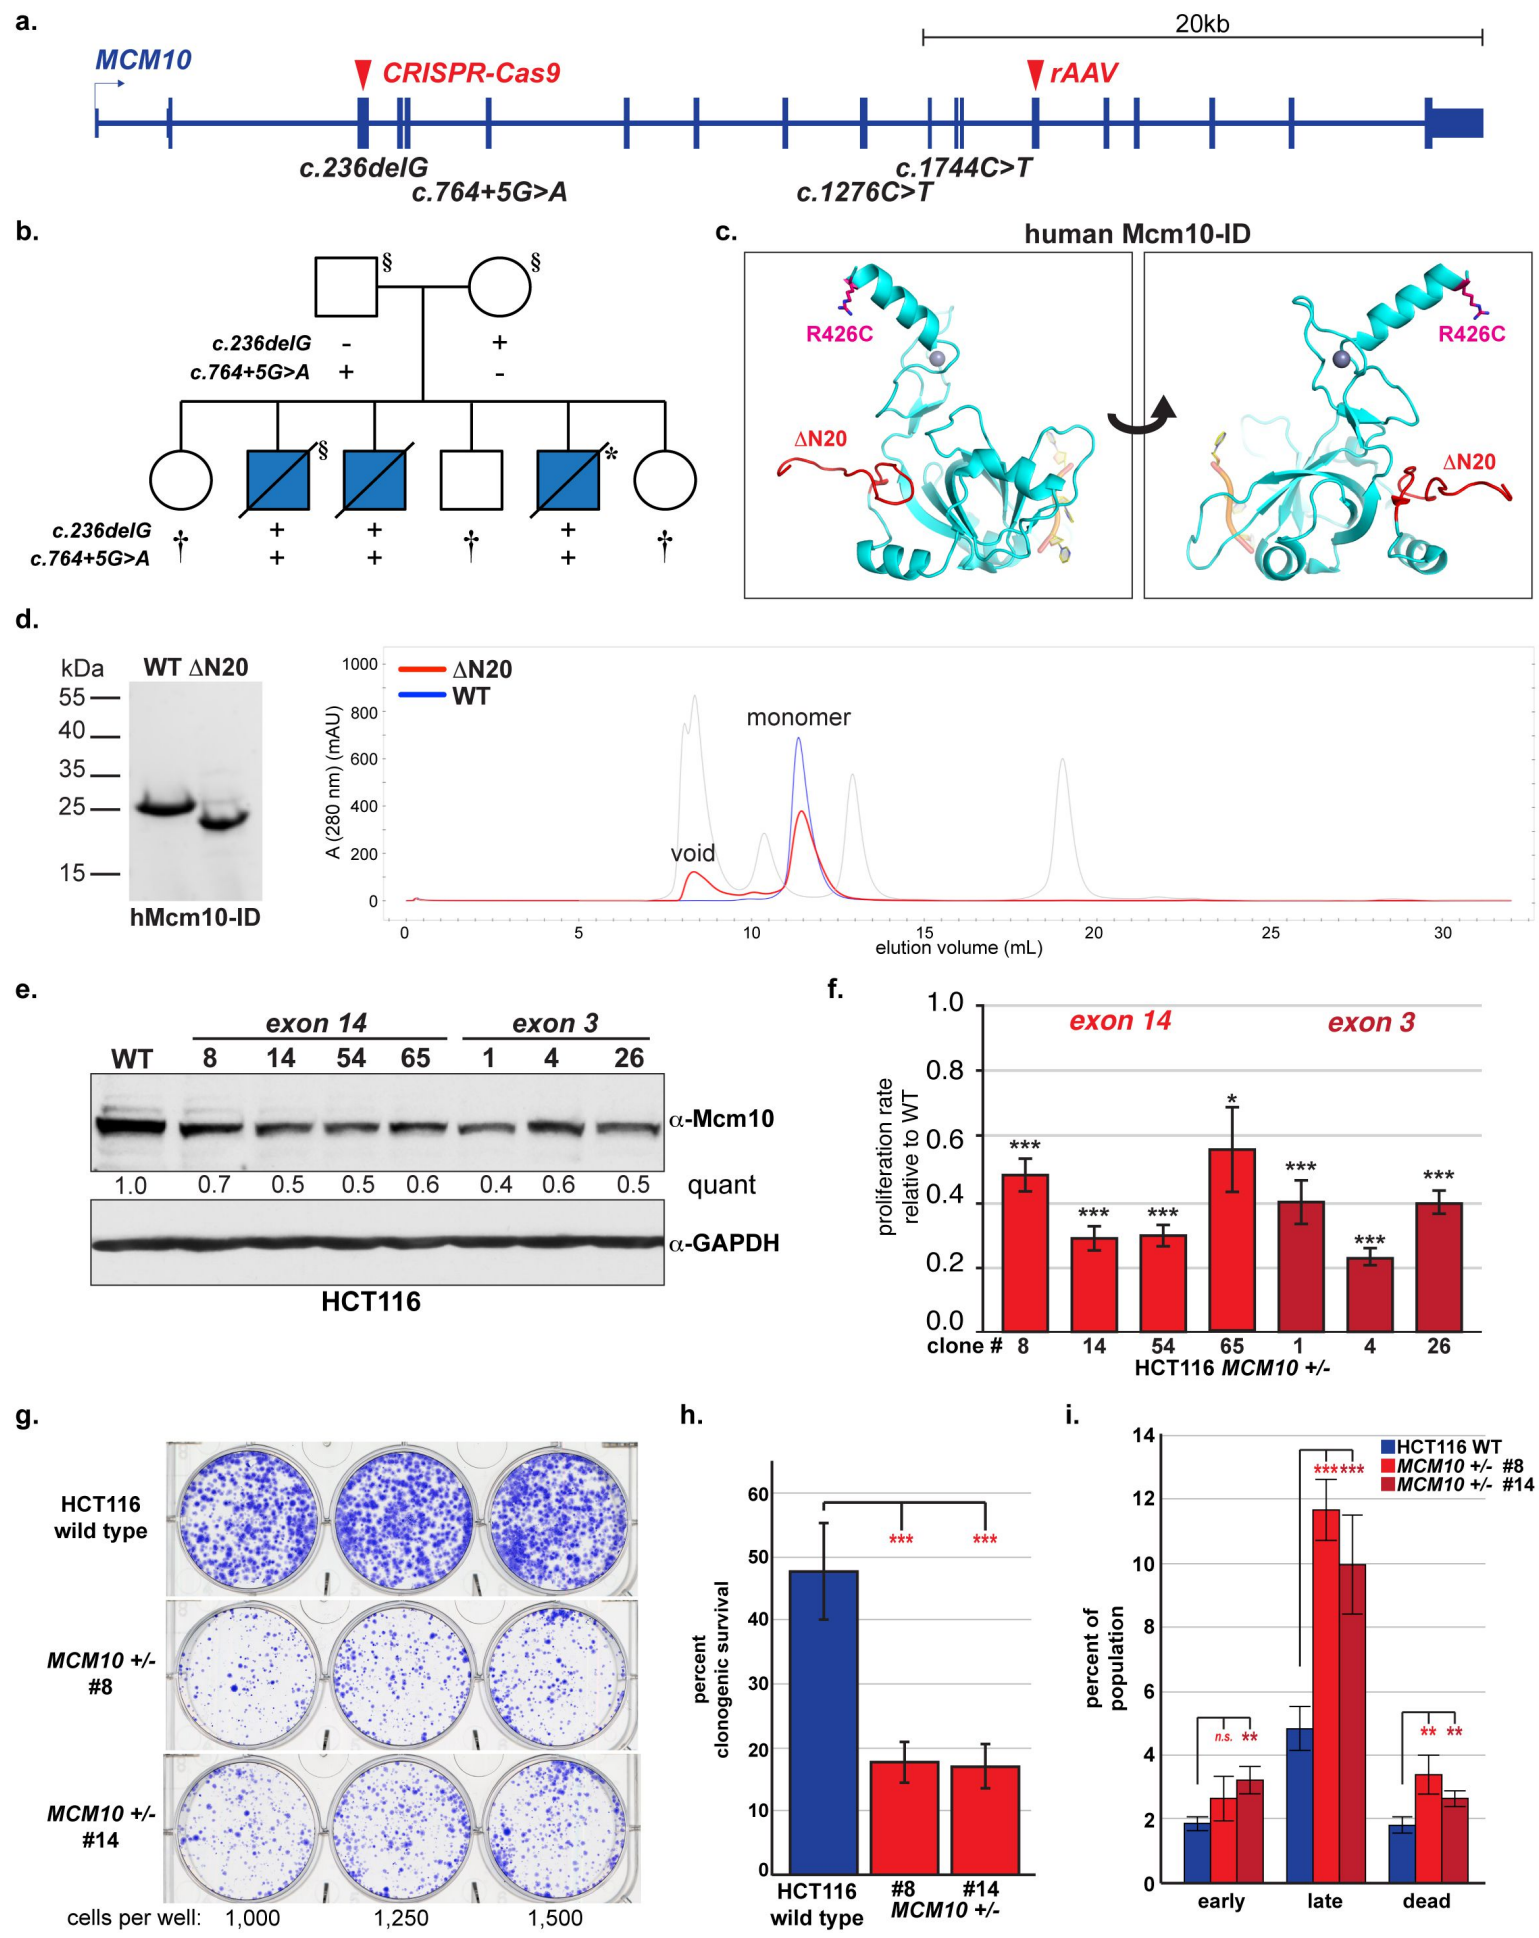 a.
20kb
MCM10
CRISPR-Cas9
rAAV
c.236delG
c.1744C>T
c.764+5G>A
c.1276C>T
b.
§
§
c.236delG - +
c.764+5G>A + -
§
*
c.236delG + + +
c.764+5G>A + + +
† † †
c.
human Mcm10-ID
R426C
ΔN20
R426C
ΔN20
d.
kDa WT ΔN20
55
40
35
25
15
hMcm10-ID
A (280 nm) (mAU)
1000
800
600
400
200
0
ΔN20
WT
monomer
void
0 5 10 15 20 25 30
elution volume (mL)
e.
exon 14 exon 3
WT 8 14 54 65 1 4 26
α-Mcm10
1.0 0.7 0.5 0.5 0.6 0.4 0.6 0.5 quant
α-GAPDH
HCT116
f.
proliferation rate
relative to WT
1.0
0.8
0.6
0.4
0.2
0.0
exon 14 exon 3
*** *** *** * *** *** ***
clone # 8 14 54 65 1 4 26
HCT116 MCM10 +/-
g.
HCT116
wild type
MCM10 +/-
#8
MCM10 +/-
#14
cells per well: 1,000 1,250 1,500
h.
percent
clonogenic survival
60
50
40
30
20
10
0
*** ***
HCT116
wild type
#8 #14
MCM10 +/-
i.
percent of
population
14
12
10
8
6
4
2
0
HCT116 WT
MCM10 +/- #8
MCM10 +/- #14
n.s. **
*** ***
** **
early late dead